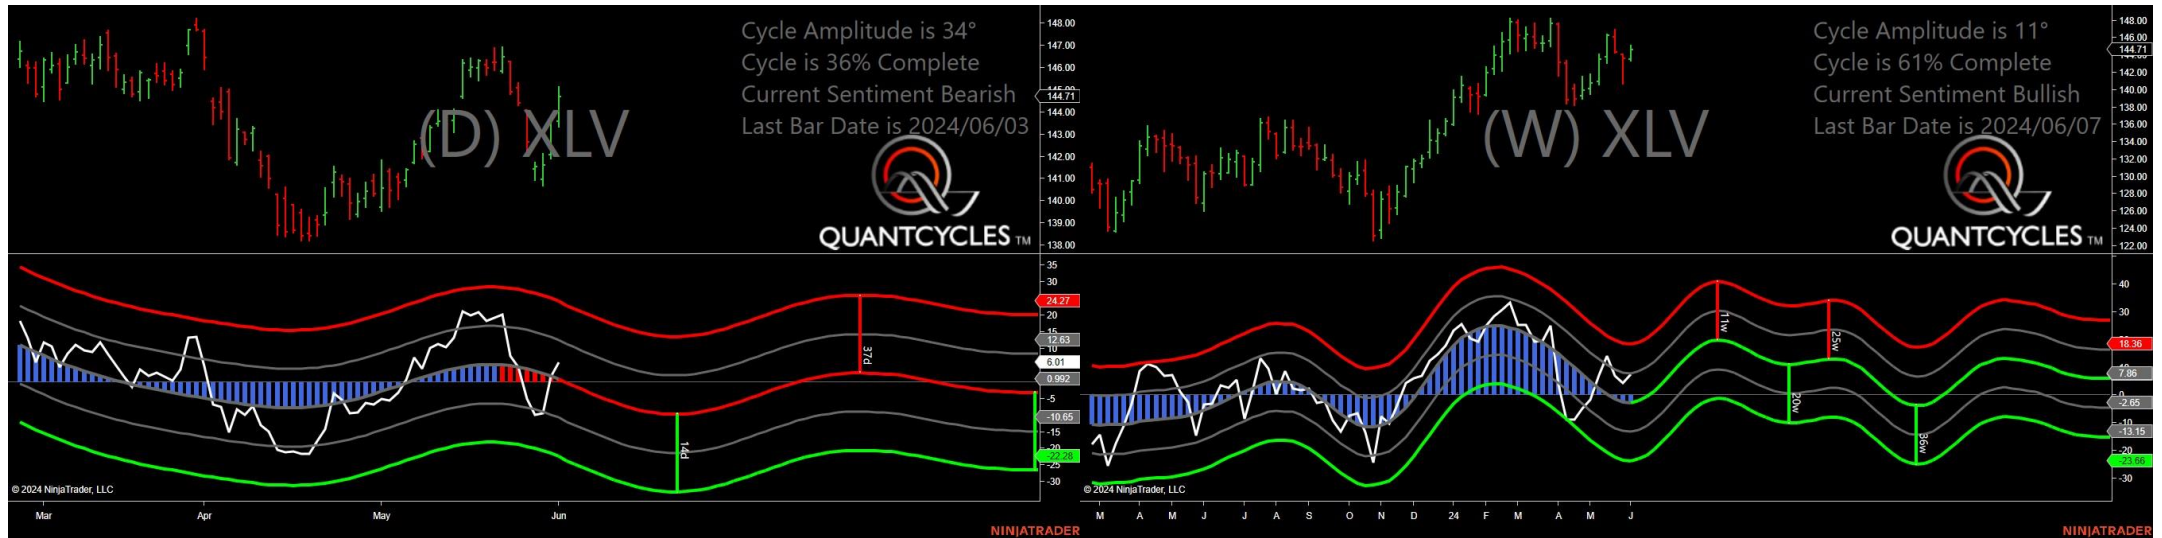 Cycle Amplitude is 34°
Cycle is 36% Complete
Current Sentiment Bearish
Last Bar Date is 2024/06/03
(D) XLV
QUANTCYCLES TM
148.00
147.00
146.00
144.71
143.00
142.00
141.00
140.00
139.00
138.00
35
30
24.27
20
15
12.63
10
6.01
0.992
-5
-10.65
-15
-20
-22.28
-25
-30
37d
14d
© 2024 NinjaTrader, LLC
Mar Apr May Jun
NINJATRADER
Cycle Amplitude is 11°
Cycle is 61% Complete
Current Sentiment Bullish
Last Bar Date is 2024/06/07
(W) XLV
QUANTCYCLES TM
148.00
146.00
144.71
142.00
140.00
138.00
136.00
134.00
132.00
130.00
128.00
126.00
124.00
122.00
40
30
18.36
7.86
0
-2.65
-10
-13.15
-20
-23.66
-30
11w
25w
20w
36w
© 2024 NinjaTrader, LLC
M A M J J A S O N D 24 F M A M J
NINJATRADER